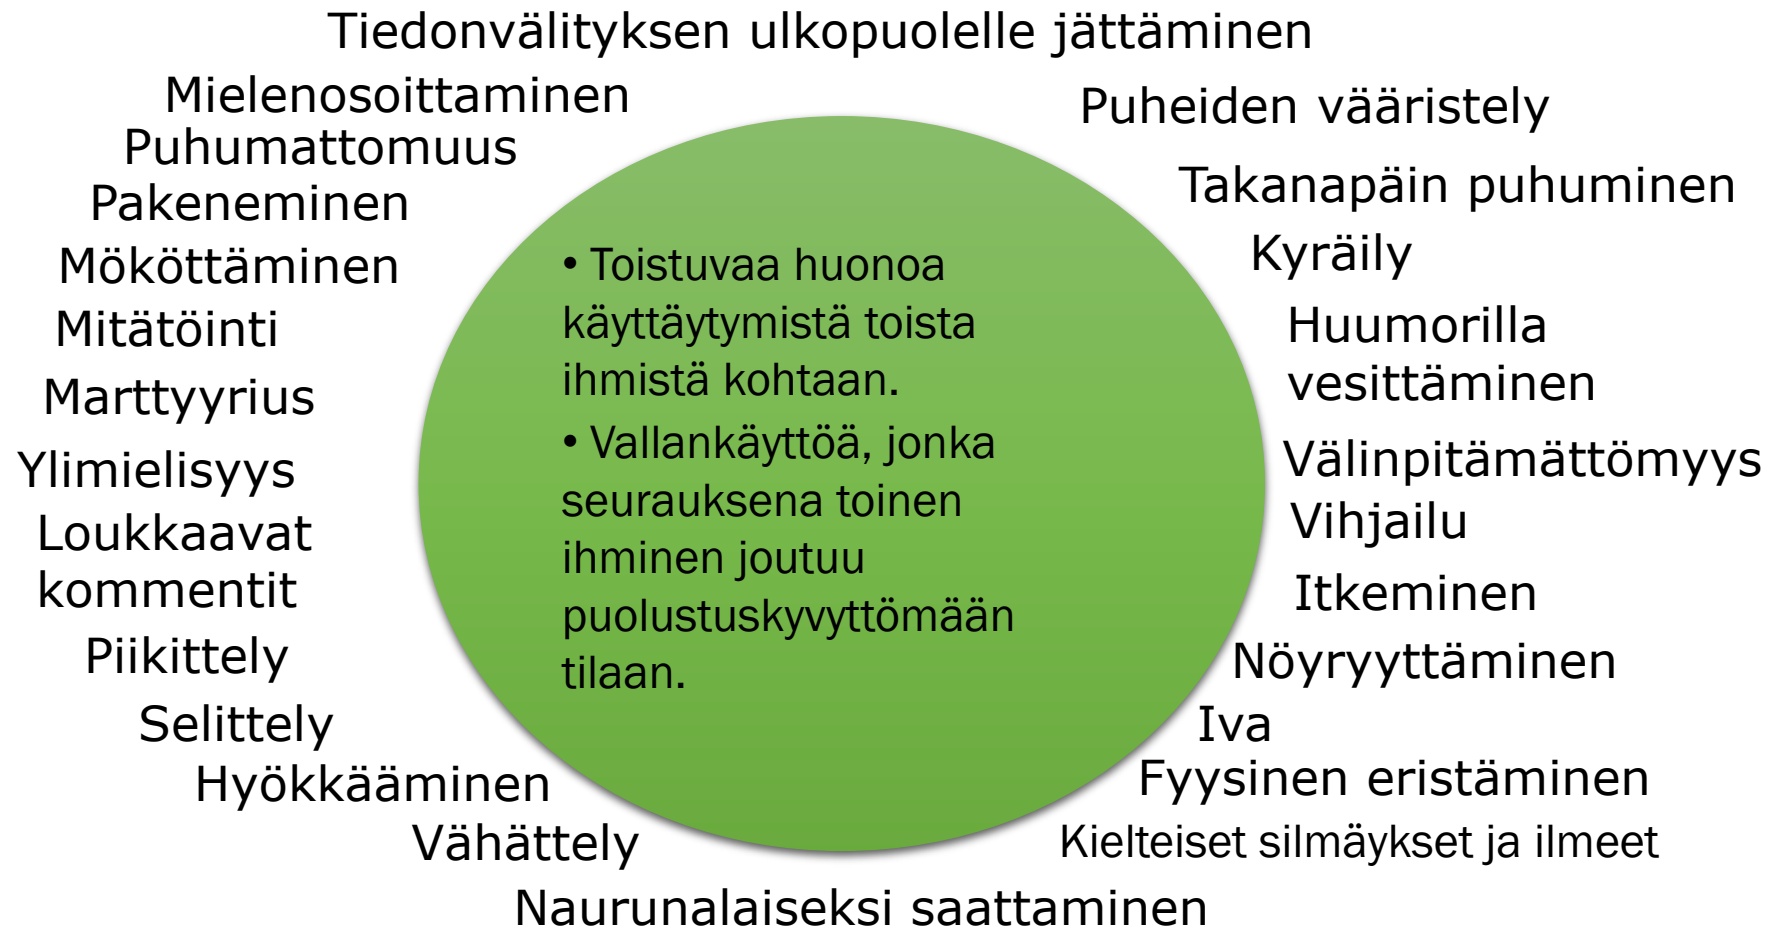 Tiedonvälityksen ulkopuolelle jättäminen
Mielenosoittaminen
Puhumattomuus
Pakeneminen
Mököttäminen
Mitätöinti
Marttyyrius
Ylimielisyys
Loukkaavat
kommentit
Piikittely
Selittely
Hyökkääminen
Vähättely
• Toistuvaa huonoa
käyttäytymistä toista
ihmistä kohtaan.
• Vallankäyttöä, jonka
seurauksena toinen
ihminen joutuu
puolustuskyvyttömään
tilaan.
Puheiden vääristely
Takanapäin puhuminen
Kyräily
Huumorilla
vesittäminen
Välinpitämättömyys
Vihjailu
Itkeminen
Nöyryyttäminen
Iva
Fyysinen eristäminen
Kielteiset silmäykset ja ilmeet
Naurunalaiseksi saattaminen